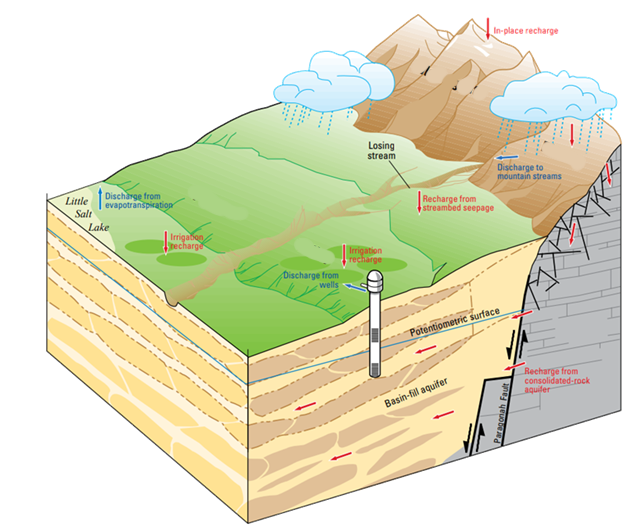 In-place recharge
Losing
stream
Discharge to
mountain streams
Little
Salt
Lake
Discharge from
evapotranspiration
Recharge from
streambed seepage
Irrigation
recharge
Irrigation
recharge
Discharge from
wells
Potentiometric surface
Basin-fill aquifer
Recharge from
consolidated-rock
aquifer
Paragonah Fault